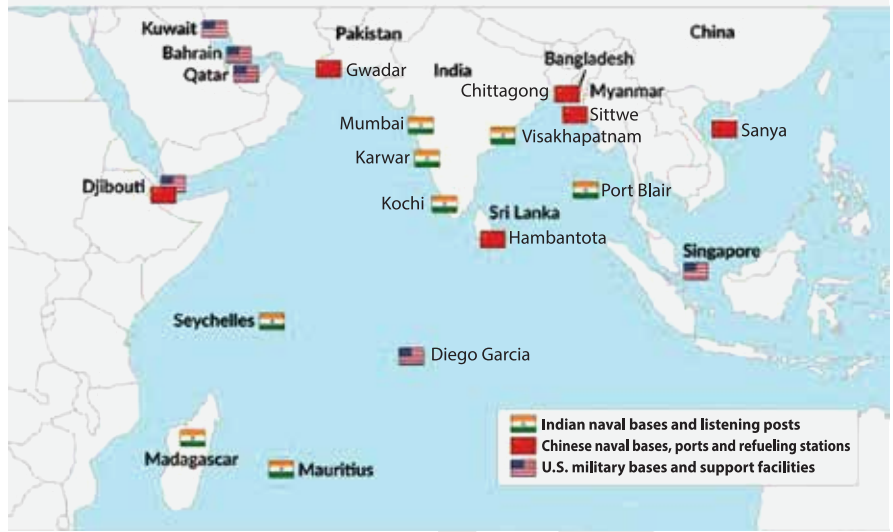 Kuwait
Pakistan
China
Bahrain
Qatar
Gwadar
India
Bangladesh
Chittagong
Myanmar
Sittwe
Mumbai
Visakhapatnam
Sanya
Karwar
Djibouti
Port Blair
Kochi
Sri Lanka
Hambantota
Singapore
Seychelles
Diego Garcia
Indian naval bases and listening posts
Chinese naval bases, ports and refueling stations
U.S. military bases and support facilities
Madagascar
Mauritius